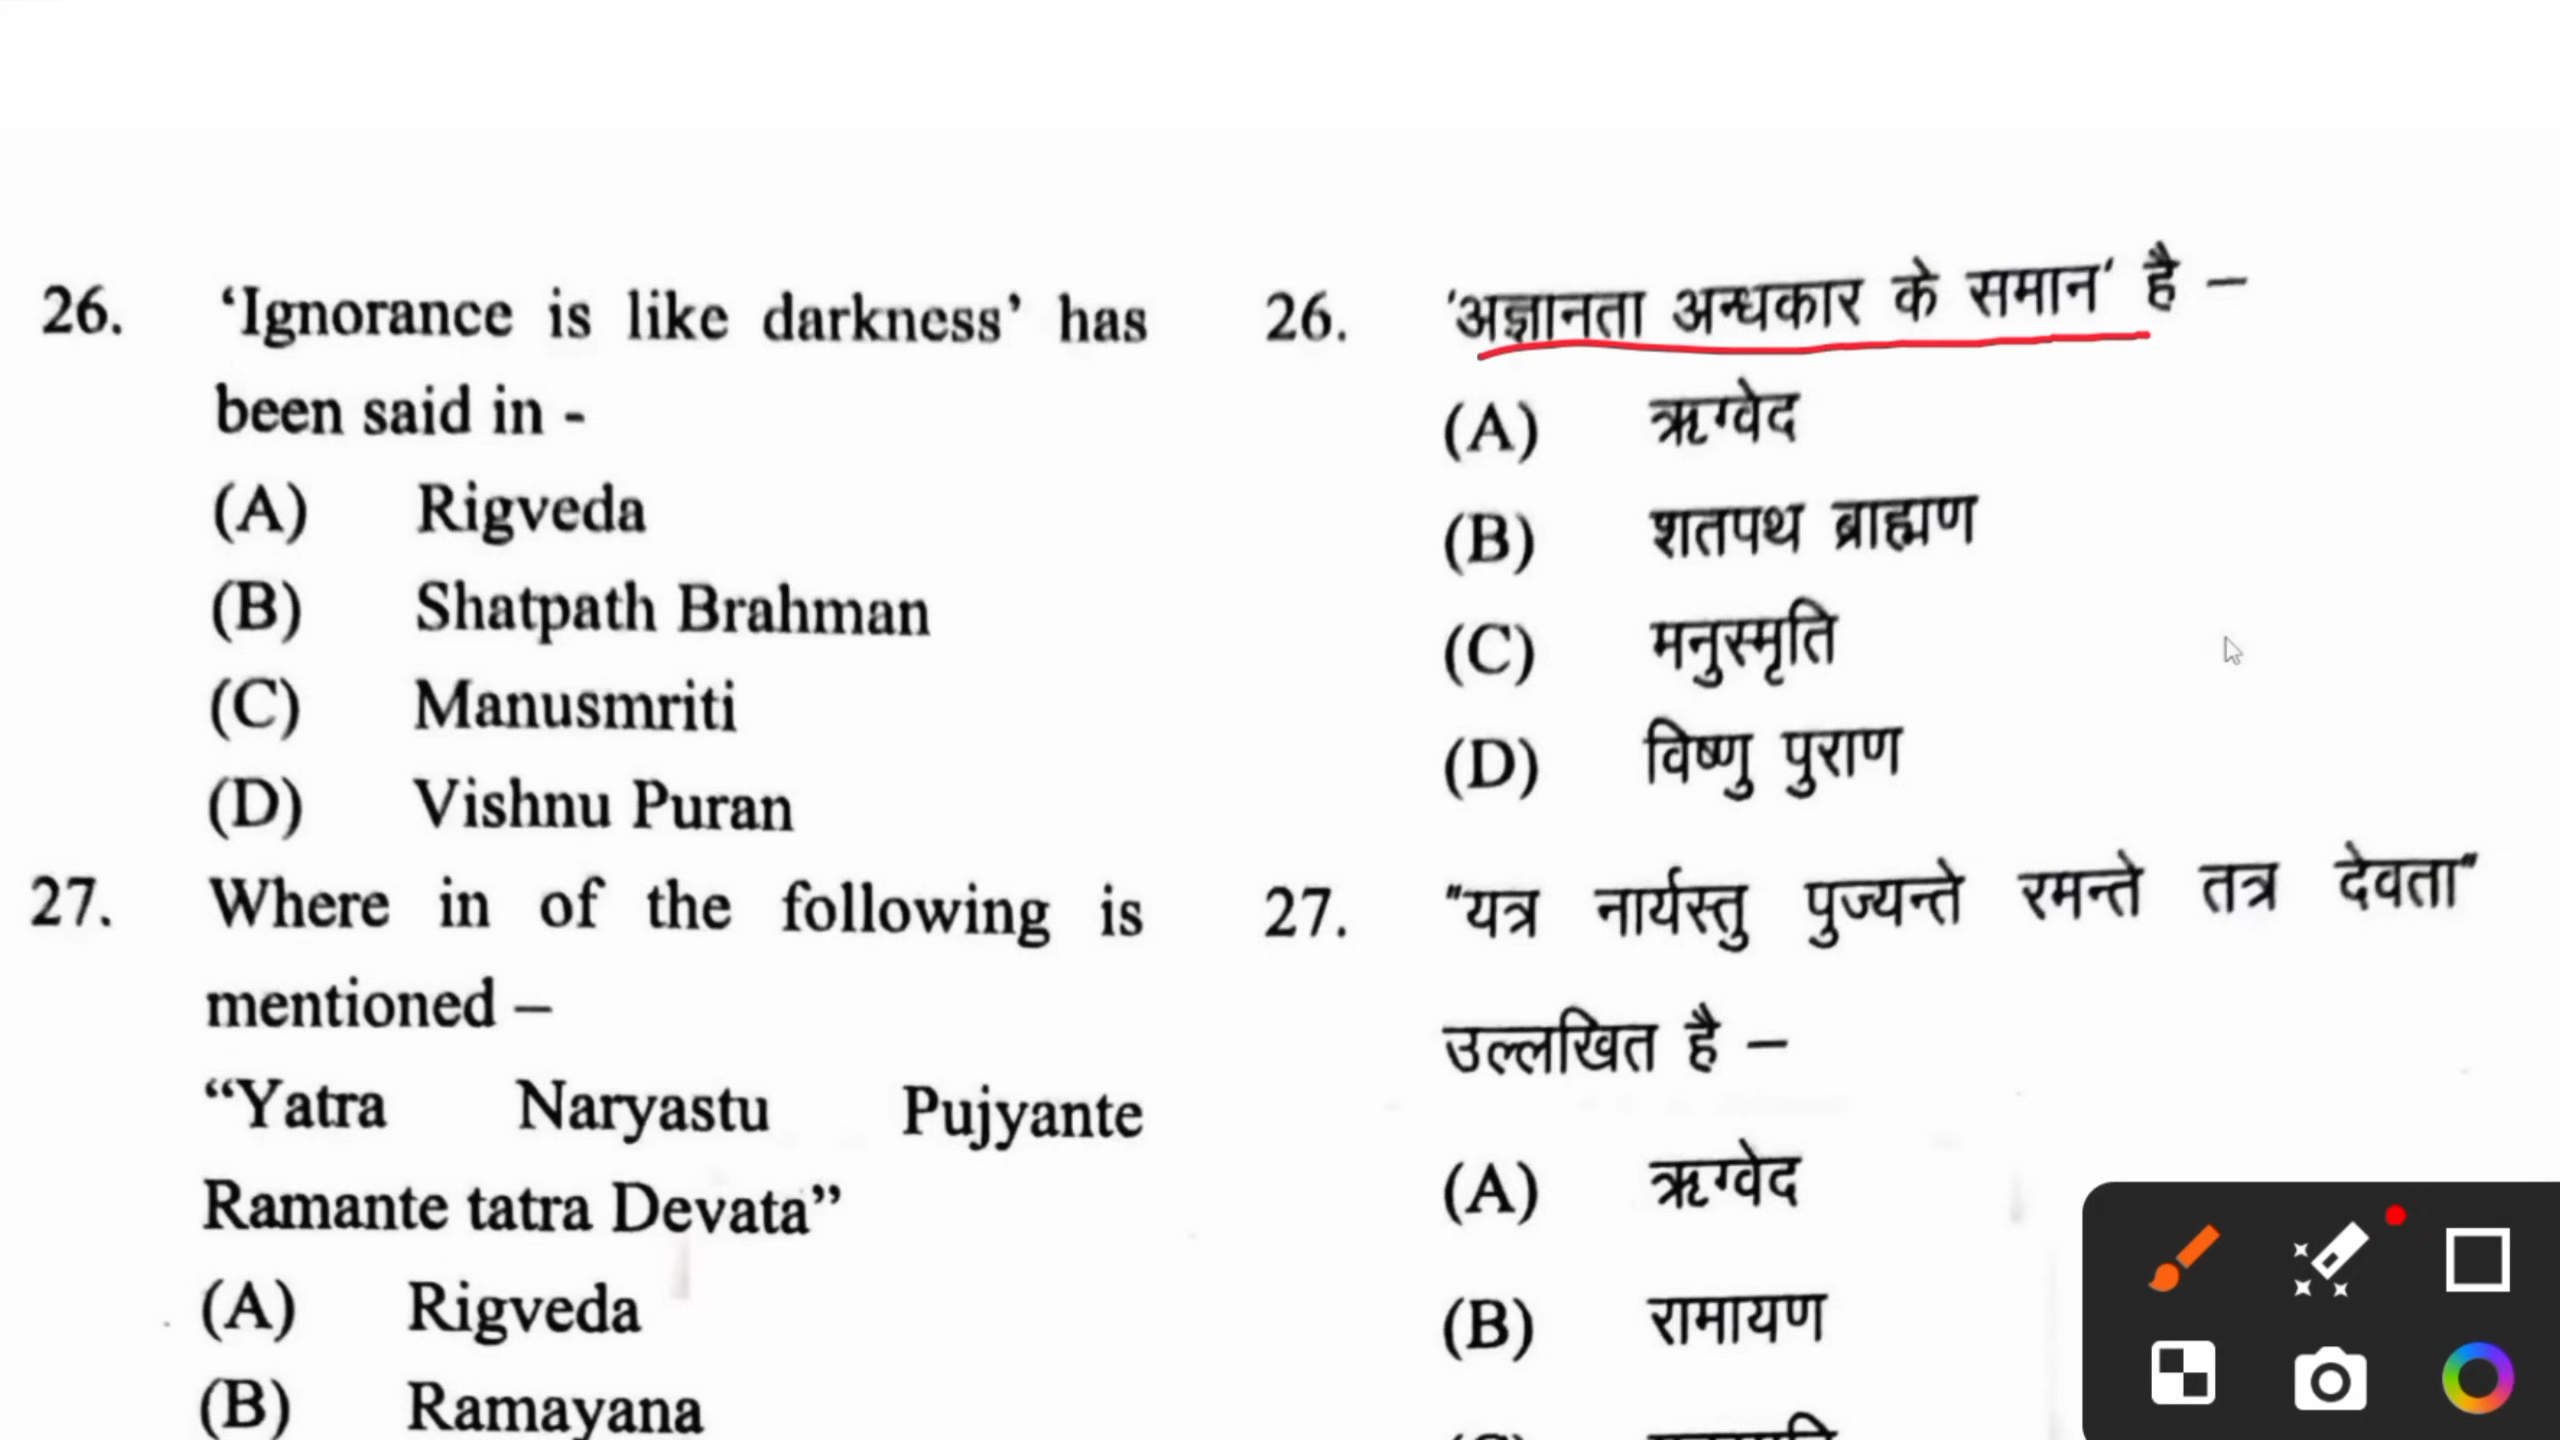 26. ‘Ignorance is like darkness’ has
been said in -
(A) Rigveda
(B) Shatpath Brahman
(C) Manusmriti
(D) Vishnu Puran
27. Where in of the following is
mentioned –
“Yatra Naryastu Pujyante
Ramante tatra Devata”
(A) Rigveda
(B) Ramayana
26. 'अज्ञानता अन्धकार के समान' है –
(A) ऋग्वेद
(B) शतपथ ब्राह्मण
(C) मनुस्मृति
(D) विष्णु पुराण
27. "यत्र नार्यस्तु पुज्यन्ते रमन्ते तत्र देवता"
उल्लखित है –
(A) ऋग्वेद
(B) रामायण